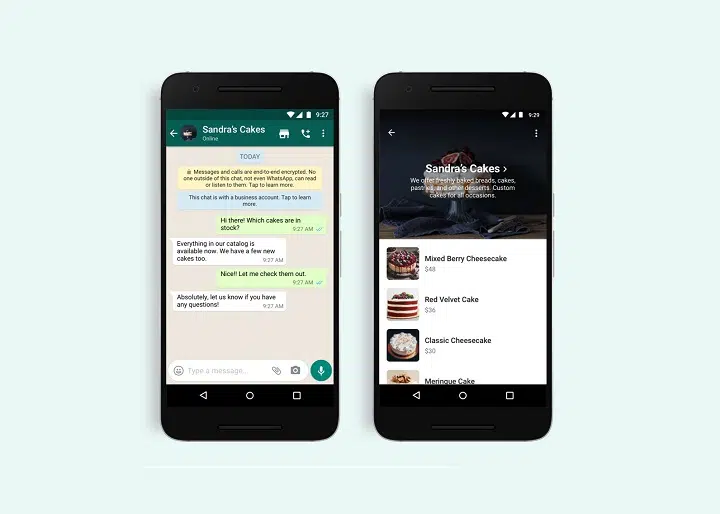 9:27
Sandra's Cakes
Online
TODAY
Messages and calls are end-to-end encrypted. No
one outside of this chat, not even WhatsApp, can read
or listen to them. Tap to learn more.
This chat is with a business account. Tap to learn
more.
Hi there! Which cakes are in
stock?
9:27 AM
Everything in our catalog is
available now. We have a few new
cakes too.
9:27 AM
Nice!! Let me check them out.
9:27 AM
Absolutely, let us know if you have
any questions!
9:27 AM
Type a message...
9:29
Sandra's Cakes ›
We offer freshly baked breads, cakes,
pastries, and other desserts. Custom
cakes for all occasions.
Mixed Berry Cheesecake
$48
Red Velvet Cake
$36
Classic Cheesecake
$30
Meringue Cake